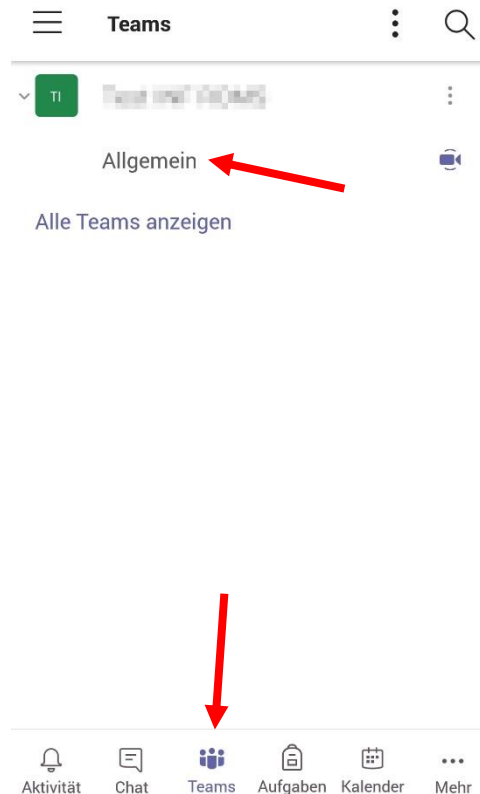 Teams
TI
Allgemein
Alle Teams anzeigen
Aktivität Chat Teams Aufgaben Kalender Mehr